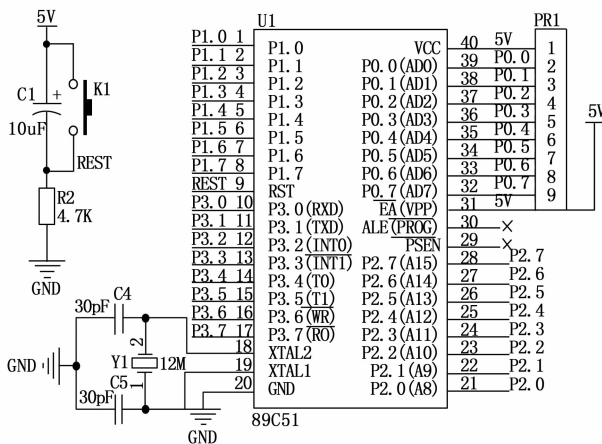 5V
C1
+
10uF
K1
REST
R2
4.7K
GND
U1
P1.0 1 P1.0 VCC 40 5V
P1.1 2 P1.1 P0.0(AD0) 39 P0.0
P1.2 3 P1.2 P0.1(AD1) 38 P0.1
P1.3 4 P1.3 P0.2(AD2) 37 P0.2
P1.4 5 P1.4 P0.3(AD3) 36 P0.3
P1.5 6 P1.5 P0.4(AD4) 35 P0.4
P1.6 7 P1.6 P0.5(AD5) 34 P0.5
P1.7 8 P1.7 P0.6(AD6) 33 P0.6
REST 9 RST P0.7(AD7) 32 P0.7
P3.0 10 P3.0(RXD) EA(VPP) 31 5V
P3.1 11 P3.1(TXD) ALE(PROG) 30
P3.2 12 P3.2(INT0) PSEN 29
P3.3 13 P3.3(INT1) P2.7(A15) 28 P2.7
P3.4 14 P3.4(T0) P2.6(A14) 27 P2.6
P3.5 15 P3.5(T1) P2.5(A13) 26 P2.5
P3.6 16 P3.6(WR) P2.4(A12) 25 P2.4
P3.7 17 P3.7(RO) P2.3(A11) 24 P2.3
18 XTAL2 P2.2(A10) 23 P2.2
19 XTAL1 P2.1(A9) 22 P2.1
20 GND P2.0(A8) 21 P2.0
89C51
PR1
1
2
3
4
5
6
7
8
9
5V
30pF C4
2
Y1 12M
1
GND
30pF C5
GND